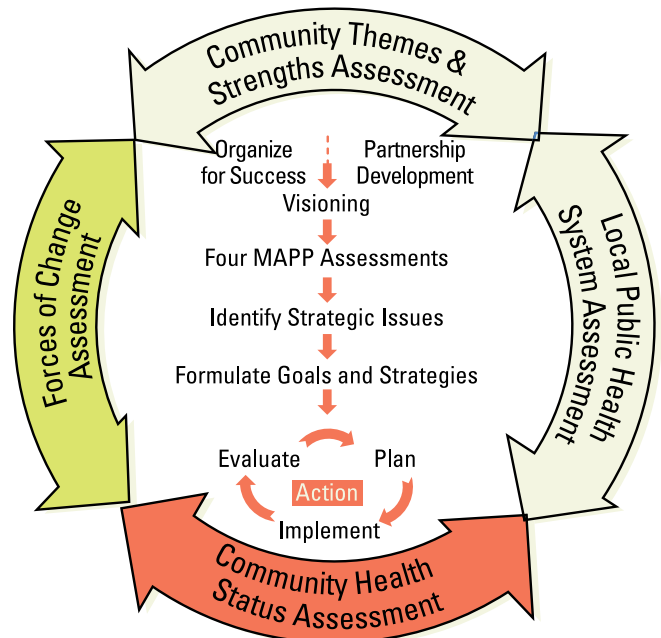 Community Themes &
Strengths Assessment
Organize
for Success
Partnership
Development
Visioning
Four MAPP Assessments
Identify Strategic Issues
Formulate Goals and Strategies
Evaluate
Plan
Action
Implement
Forces of Change
Assessment
Local Public Health
System Assessment
Community Health
Status Assessment